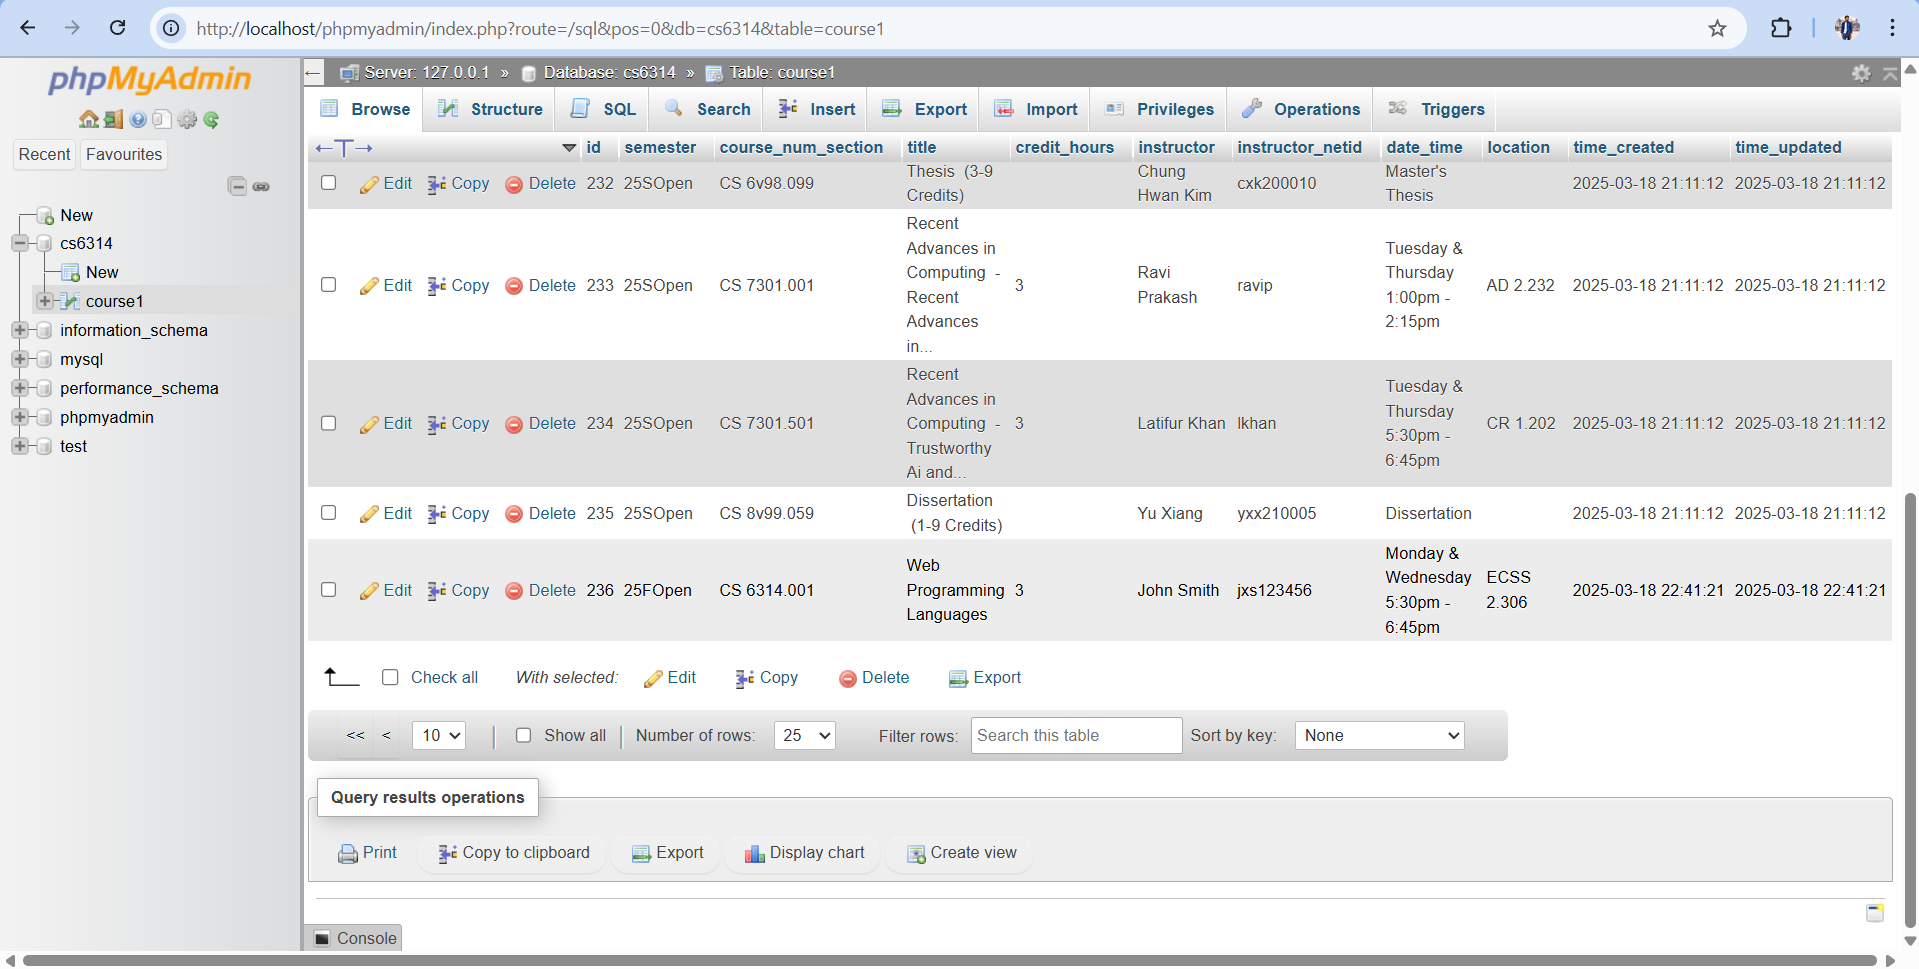 http://localhost/phpmyadmin/index.php?route=/sql&pos=0&db=cs6314&table=course1
phpMyAdmin
Recent Favourites
New
cs6314
New
course1
information_schema
mysql
performance_schema
phpmyadmin
test
Server: 127.0.0.1 » Database: cs6314 » Table: course1
Browse Structure SQL Search Insert Export Import Privileges Operations Triggers
←T→ id semester course_num_section title credit_hours instructor instructor_netid date_time location time_created time_updated
Edit Copy Delete 232 25SOpen CS 6v98.099 Thesis (3-9 Credits) Chung Hwan Kim cxk200010 Master's Thesis 2025-03-18 21:11:12 2025-03-18 21:11:12
Edit Copy Delete 233 25SOpen CS 7301.001 Recent Advances in Computing - Recent Advances in... 3 Ravi Prakash ravip Tuesday & Thursday 1:00pm - 2:15pm AD 2.232 2025-03-18 21:11:12 2025-03-18 21:11:12
Edit Copy Delete 234 25SOpen CS 7301.501 Recent Advances in Computing - Trustworthy Ai and... 3 Latifur Khan lkhan Tuesday & Thursday 5:30pm - 6:45pm CR 1.202 2025-03-18 21:11:12 2025-03-18 21:11:12
Edit Copy Delete 235 25SOpen CS 8v99.059 Dissertation (1-9 Credits) Yu Xiang yxx210005 Dissertation 2025-03-18 21:11:12 2025-03-18 21:11:12
Edit Copy Delete 236 25FOpen CS 6314.001 Web Programming Languages 3 John Smith jxs123456 Monday & Wednesday 5:30pm - 6:45pm ECSS 2.306 2025-03-18 22:41:21 2025-03-18 22:41:21
Check all With selected: Edit Copy Delete Export
<< < 10 Show all Number of rows: 25 Filter rows: Search this table Sort by key: None
Query results operations
Print Copy to clipboard Export Display chart Create view
Console